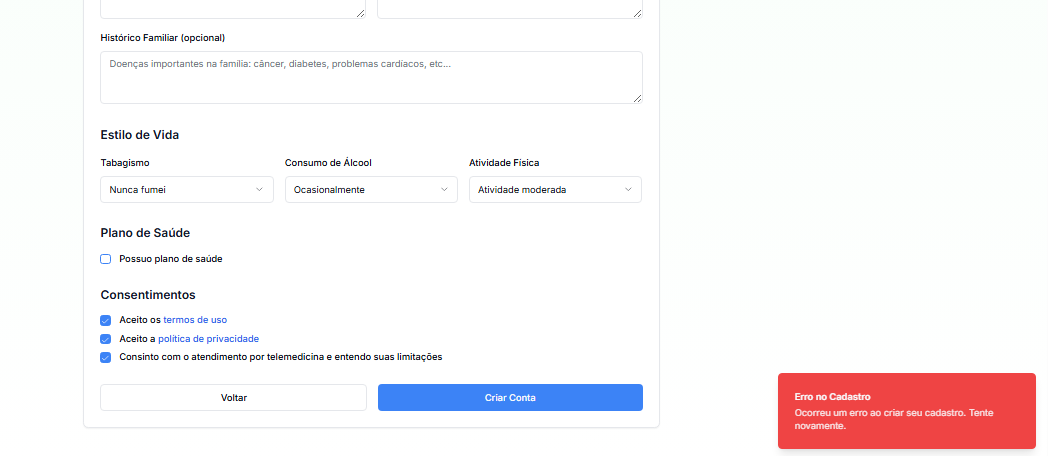 Histórico Familiar (opcional)
Doenças importantes na família: câncer, diabetes, problemas cardíacos, etc...
Estilo de Vida
Tabagismo
Consumo de Álcool
Atividade Física
Nunca fumei
Ocasionalmente
Atividade moderada
Plano de Saúde
Possuo plano de saúde
Consentimentos
Aceito os termos de uso
Aceito a política de privacidade
Consinto com o atendimento por telemedicina e entendo suas limitações
Voltar
Criar Conta
Erro no Cadastro
Ocorreu um erro ao criar seu cadastro. Tente
novamente.